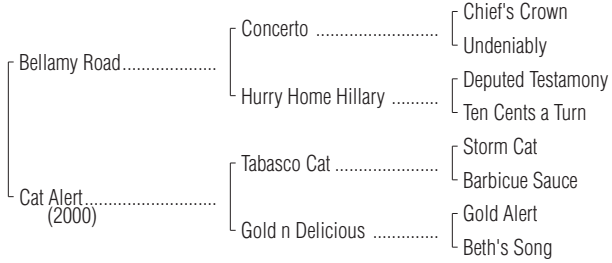 Chief's Crown
Concerto ....................
Undeniably
Bellamy Road....................
Deputed Testamony
Hurry Home Hillary ..........
Ten Cents a Turn
Storm Cat
Tabasco Cat ..................
Barbicue Sauce
Cat Alert............................
(2000)
Gold Alert
Gold n Delicious ..............
Beth's Song